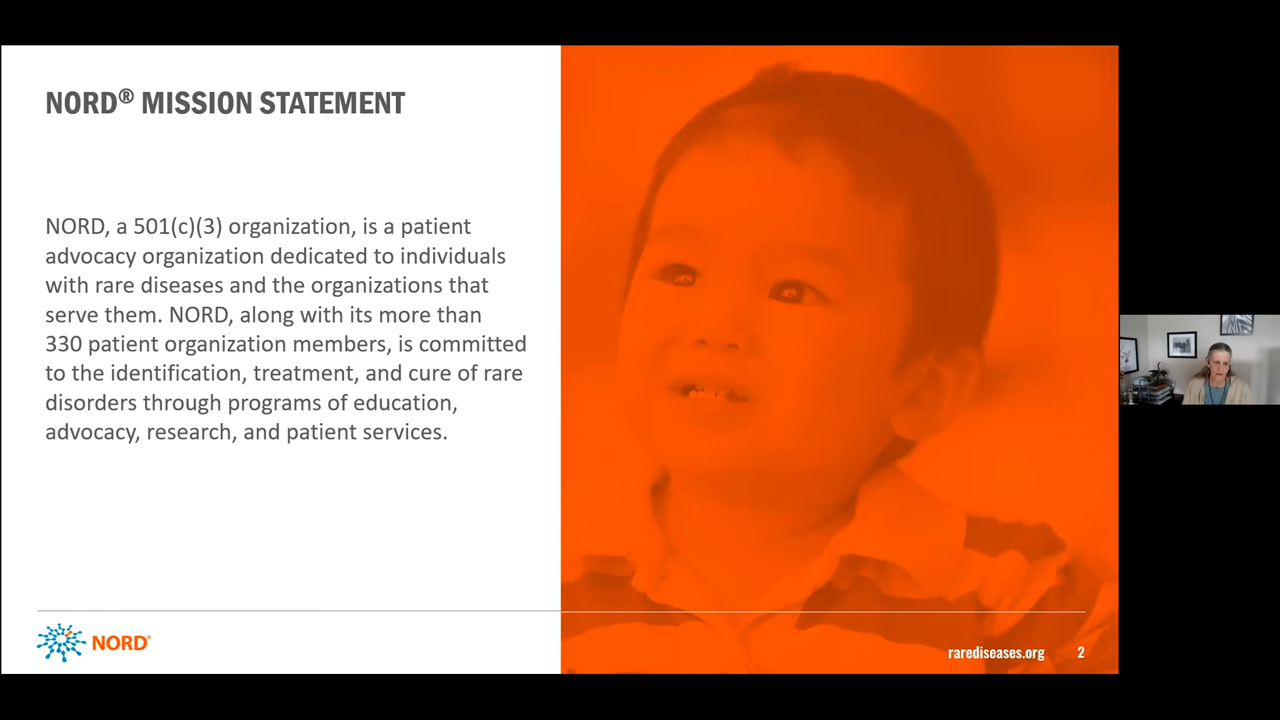 NORD® MISSION STATEMENT
NORD, a 501(c)(3) organization, is a patient
advocacy organization dedicated to individuals
with rare diseases and the organizations that
serve them. NORD, along with its more than
330 patient organization members, is committed
to the identification, treatment, and cure of rare
disorders through programs of education,
advocacy, research, and patient services.
NORD®
rarediseases.org 2